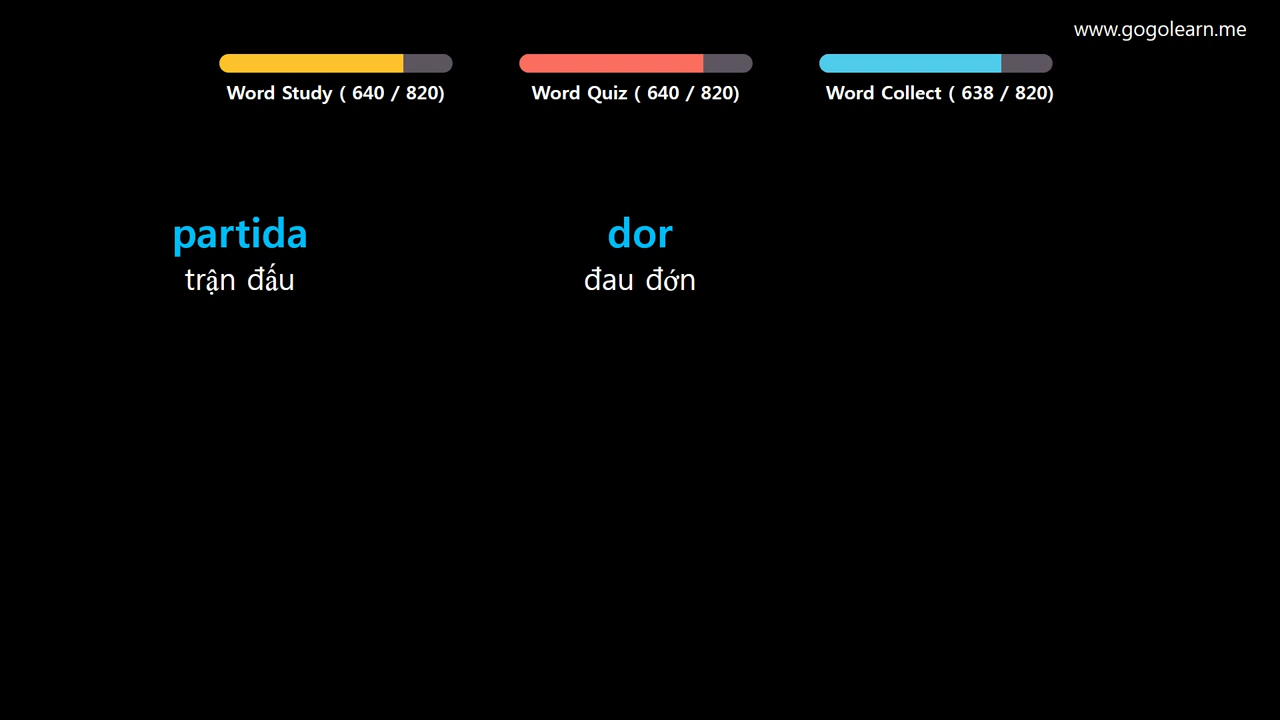 www.gogolearn.me
Word Study ( 640 / 820)
Word Quiz ( 640 / 820)
Word Collect ( 638 / 820)
partida
trận đấu
dor
đau đớn